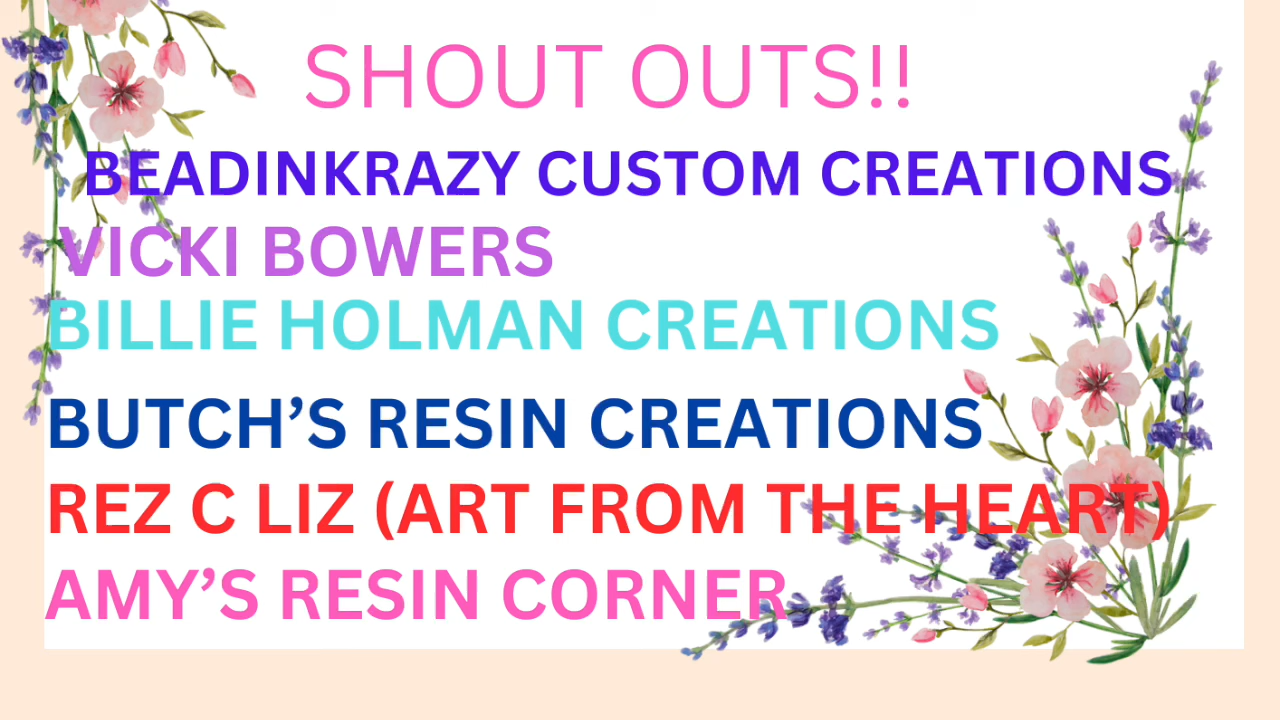 SHOUT OUTS!!
BEADINKRAZY CUSTOM CREATIONS
VICKI BOWERS
BILLIE HOLMAN CREATIONS
BUTCH’S RESIN CREATIONS
REZ C LIZ (ART FROM THE HEART)
AMY’S RESIN CORNER